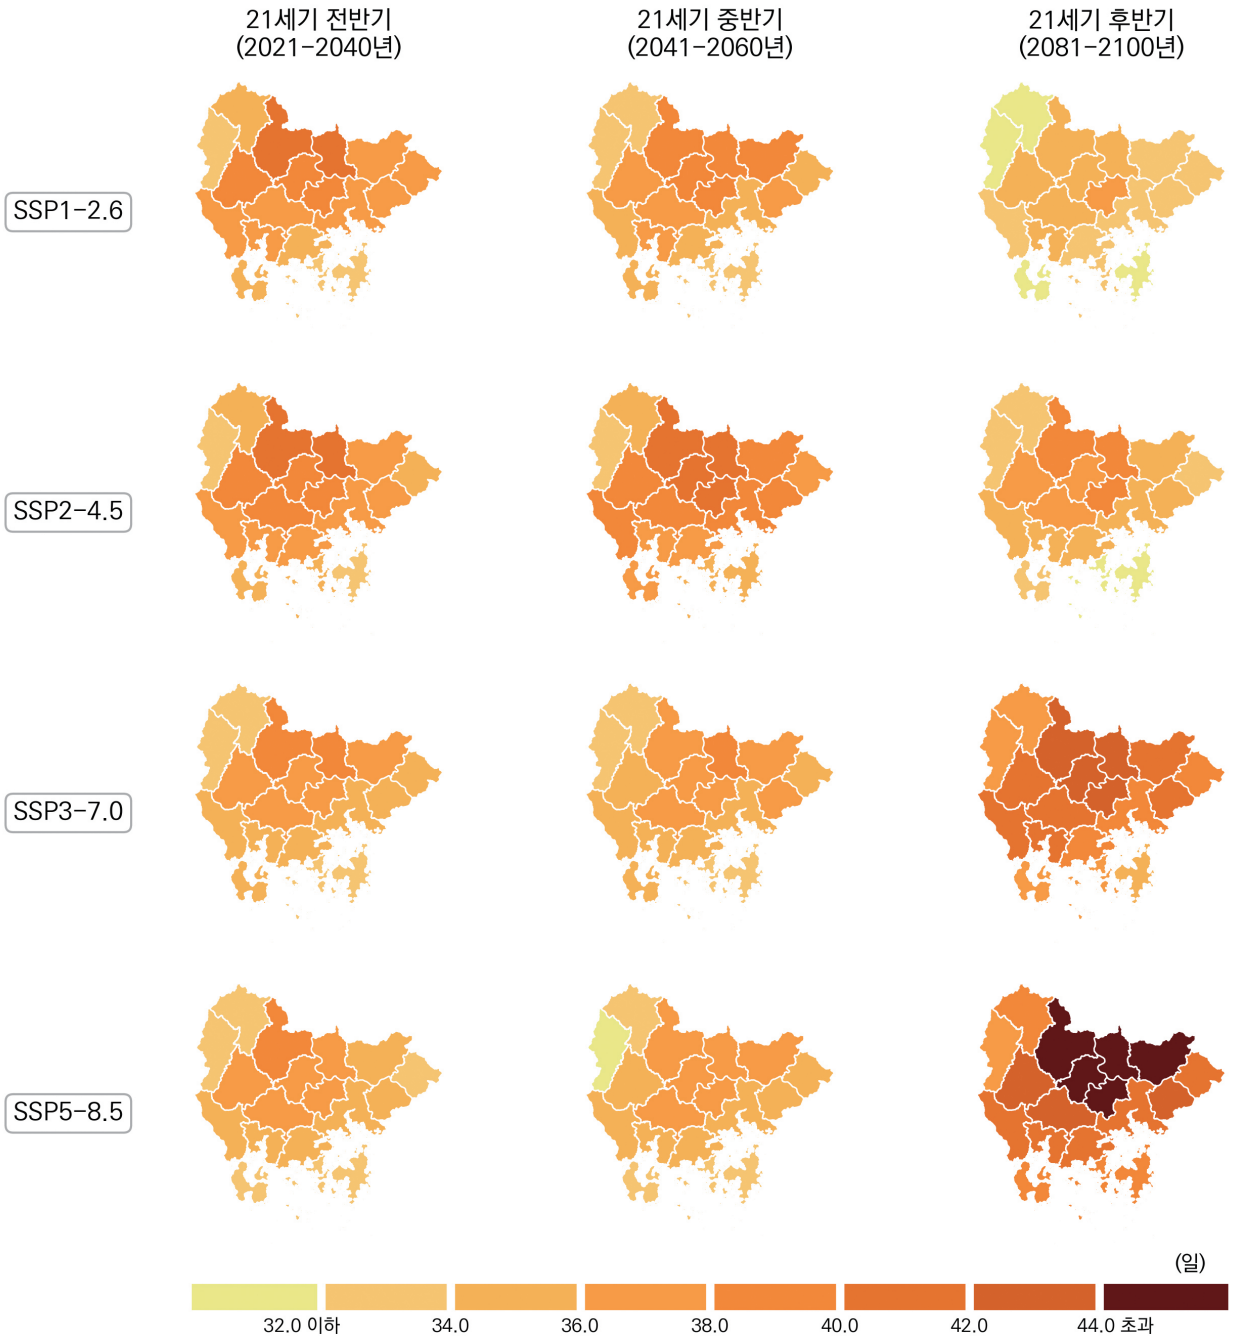 21세기 전반기
(2021-2040년)
21세기 중반기
(2041-2060년)
21세기 후반기
(2081-2100년)
SSP1-2.6
SSP2-4.5
SSP3-7.0
SSP5-8.5
(일)
32.0 이하
34.0
36.0
38.0
40.0
42.0
44.0 초과